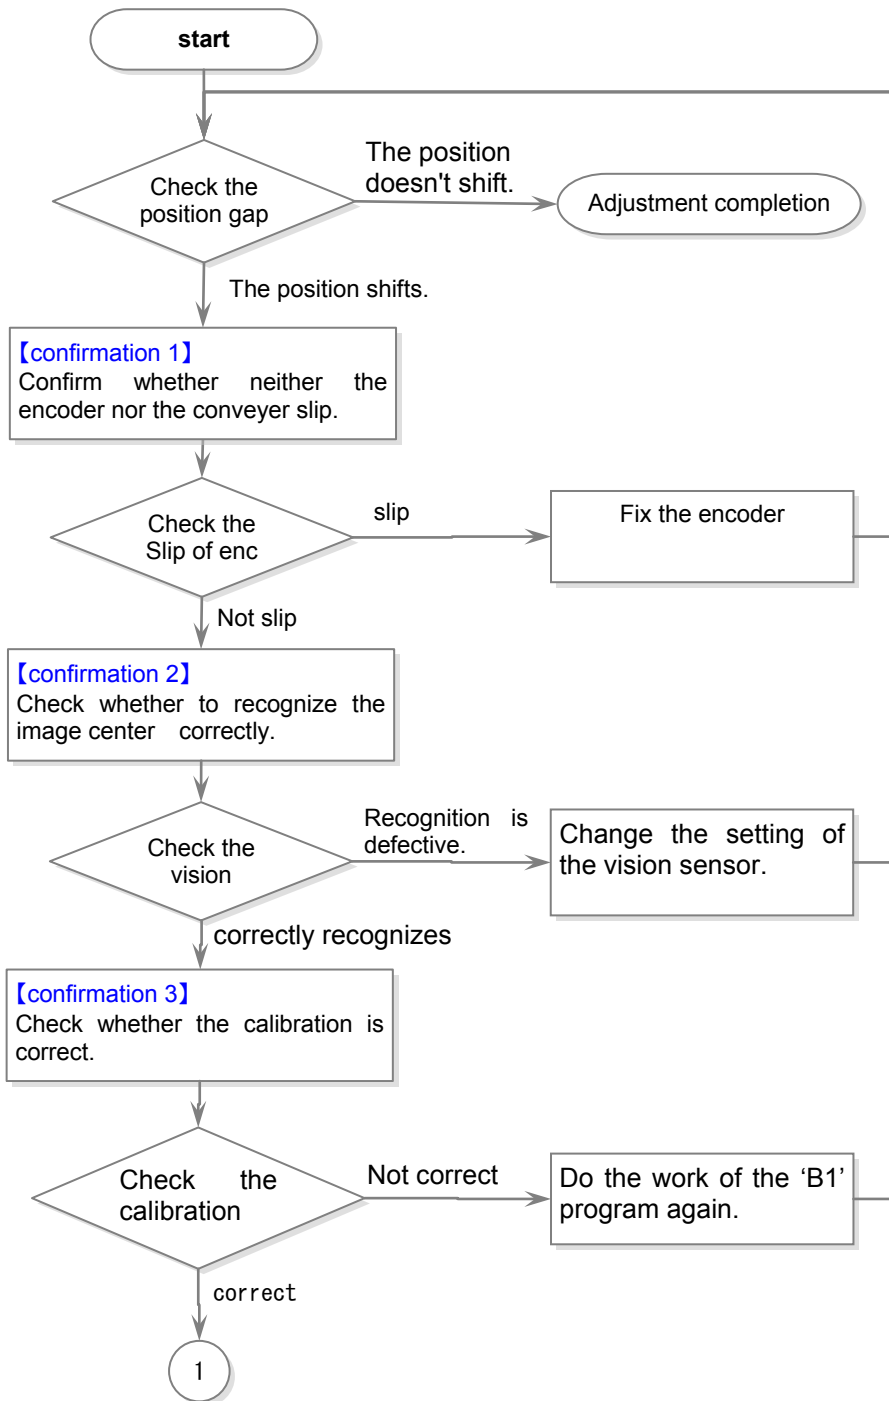 start
The position
doesn't shift.
Check the
position gap
Adjustment completion
The position shifts.
【confirmation 1】
Confirm whether neither the
encoder nor the conveyer slip.
Check the
Slip of enc
slip
Fix the encoder
Not slip
【confirmation 2】
Check whether to recognize the
image center correctly.
Check the
vision
Recognition is
defective.
Change the setting of
the vision sensor.
correctly recognizes
【confirmation 3】
Check whether the calibration is
correct.
Check the
calibration
Not correct
Do the work of the ‘B1’
program again.
correct
1